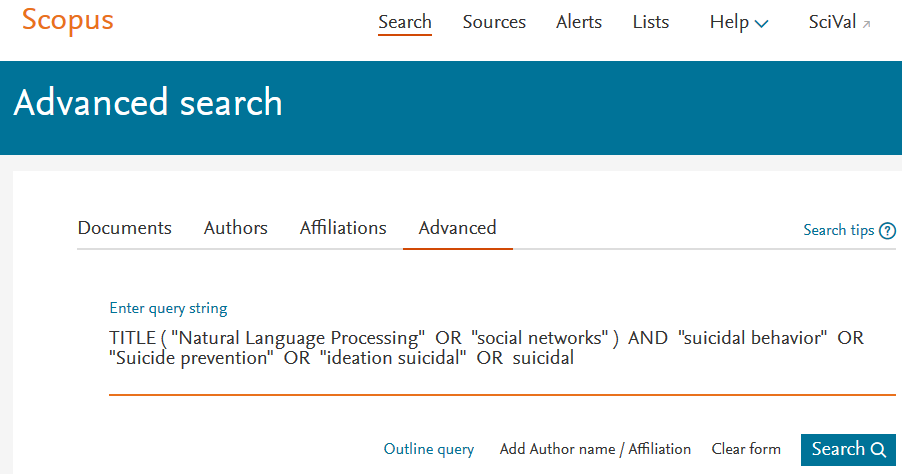 Scopus
Search Sources Alerts Lists Help SciVal
Advanced search
Documents Authors Affiliations Advanced
Search tips ?
Enter query string
TITLE ( "Natural Language Processing" OR "social networks" ) AND "suicidal behavior" OR
"Suicide prevention" OR "ideation suicidal" OR suicidal
Outline query Add Author name / Affiliation Clear form Search